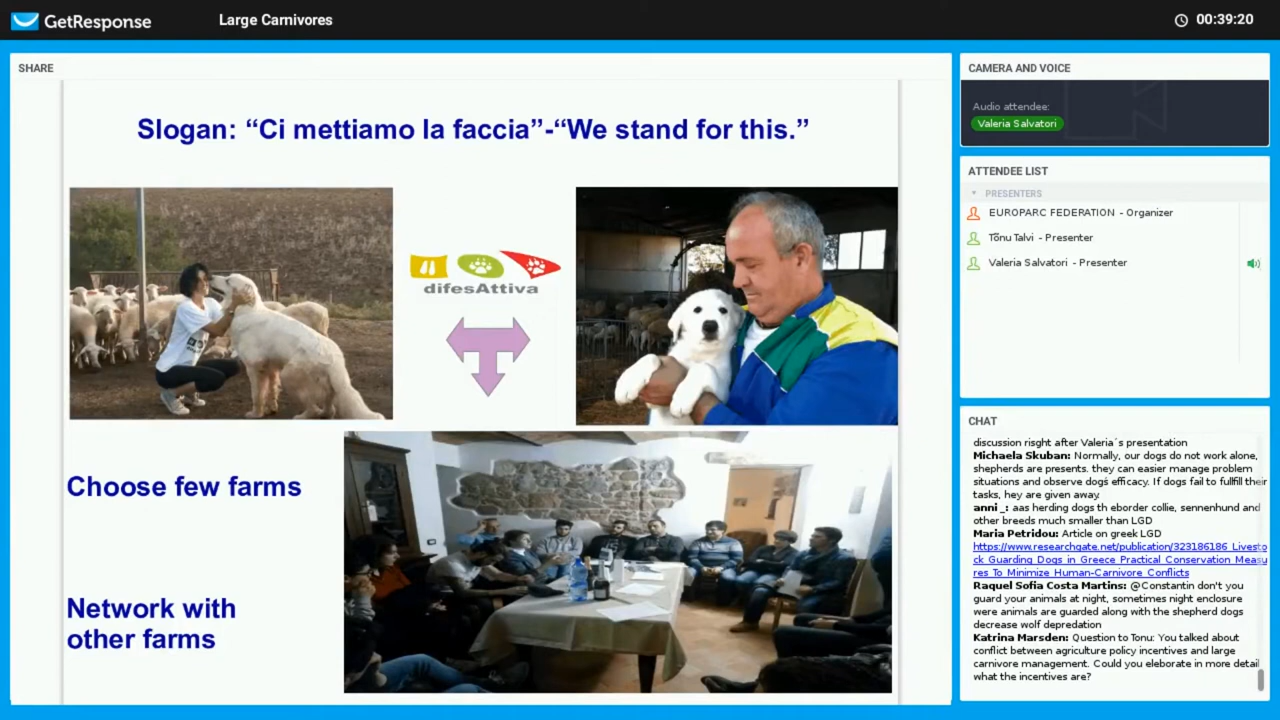 GetResponse
Large Carnivores
00:39:20
SHARE
Slogan: “Ci mettiamo la faccia”-“We stand for this.”
difesAttiva
Choose few farms
Network with
other farms
CAMERA AND VOICE
Audio attendee:
Valeria Salvatori
ATTENDEE LIST
PRESENTERS
EUROPARC FEDERATION - Organizer
Tõnu Talvi - Presenter
Valeria Salvatori - Presenter
CHAT
discussion risght after Valeria´s presentation
Michaela Skuban: Normally, our dogs do not work alone,
shepherds are presents. they can easier manage problem
situations and observe dogs efficacy. If dogs fail to fullfill their
tasks, hey are given away.
anni_: aas herding dogs th eborder collie, sennenhund and
other breeds much smaller than LGD
Maria Petridou: Article on greek LGD
https://www.researchgate.net/publication/323186186_Livesto
ck_Guarding_Dogs_in_Greece_Practical_Conservation_Measu
res_To_Minimize_Human-Carnivore_Conflicts
Raquel Sofia Costa Martins: @Constantin don't you
guard your animals at night, sometimes night enclosure
were animals are guarded along with the shepherd dogs
decrease wolf depredation
Katrina Marsden: Question to Tonu: You talked about
conflict between agriculture policy incentives and large
carnivore management. Could you eleborate in more detail
what the incentives are?